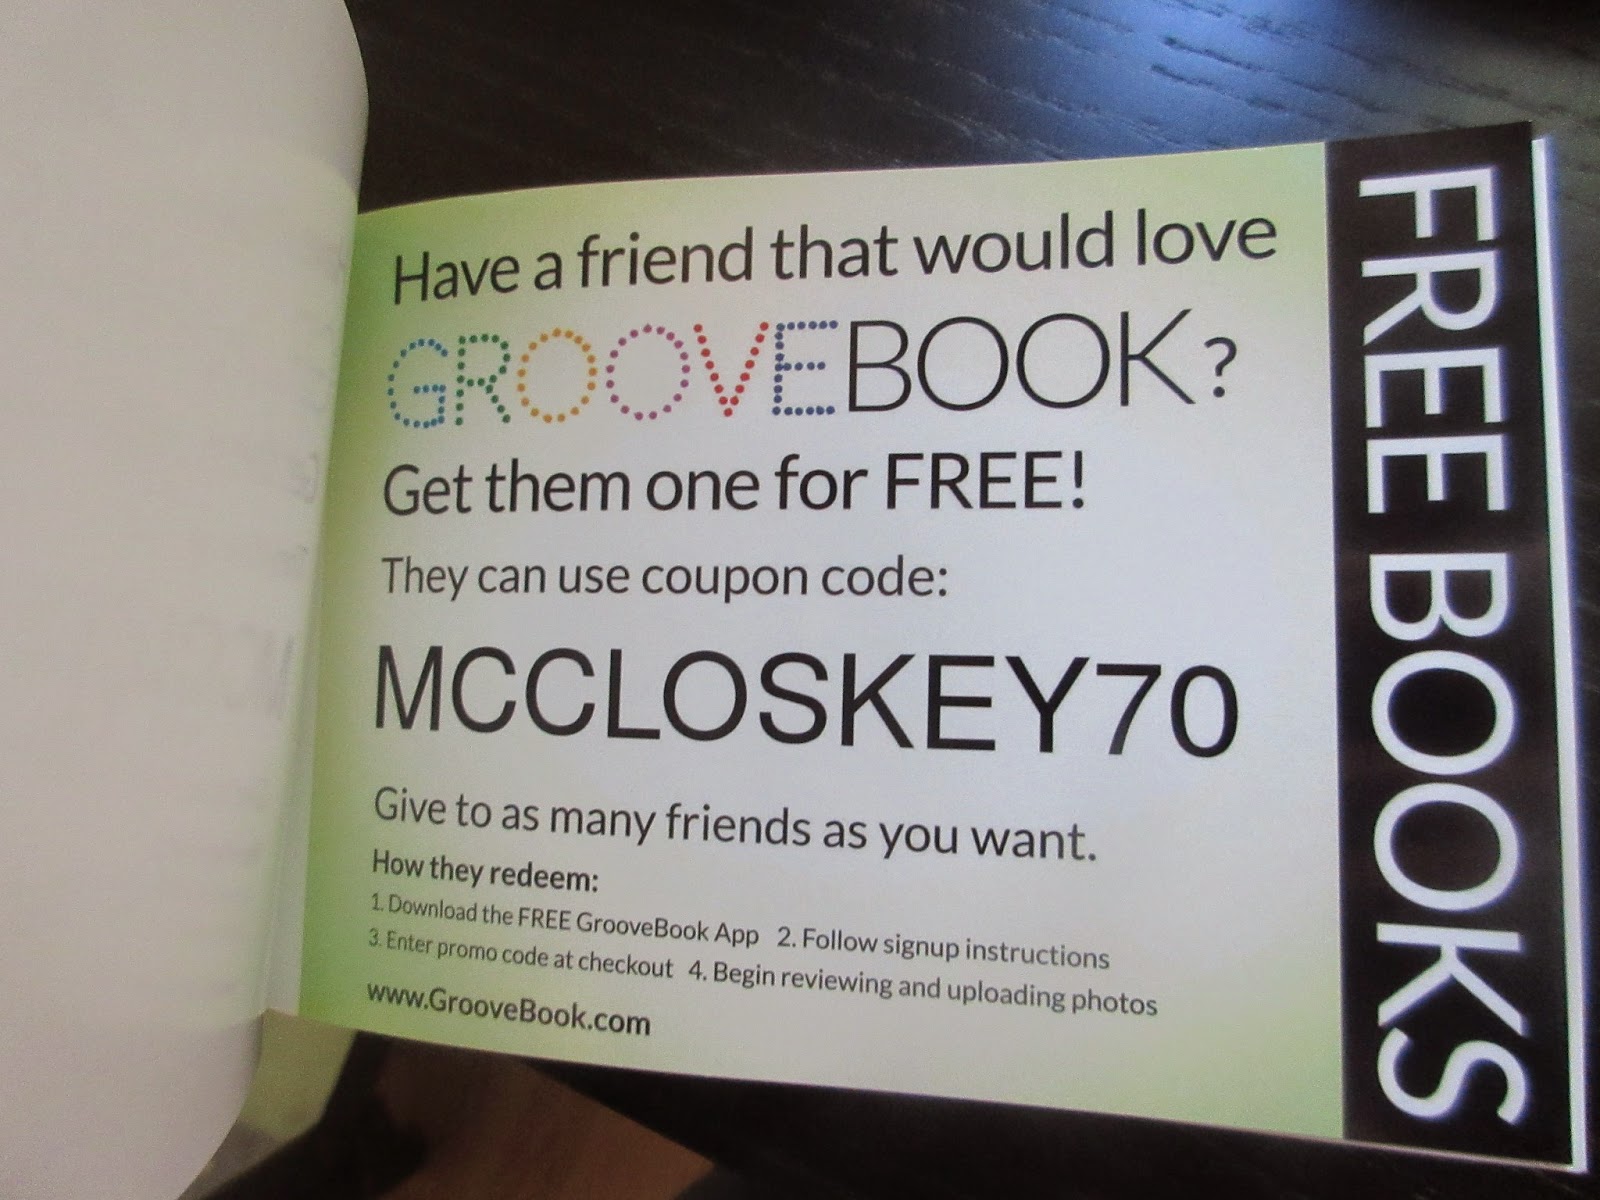 Have a friend that would love
GROOVEBOOK?
Get them one for FREE!
They can use coupon code:
MCCLOSKEY70
Give to as many friends as you want.
How they redeem:
1. Download the FREE GrooveBook App 2. Follow signup instructions
3. Enter promo code at checkout 4. Begin reviewing and uploading photos
www.GrooveBook.com
FREE BOOKS